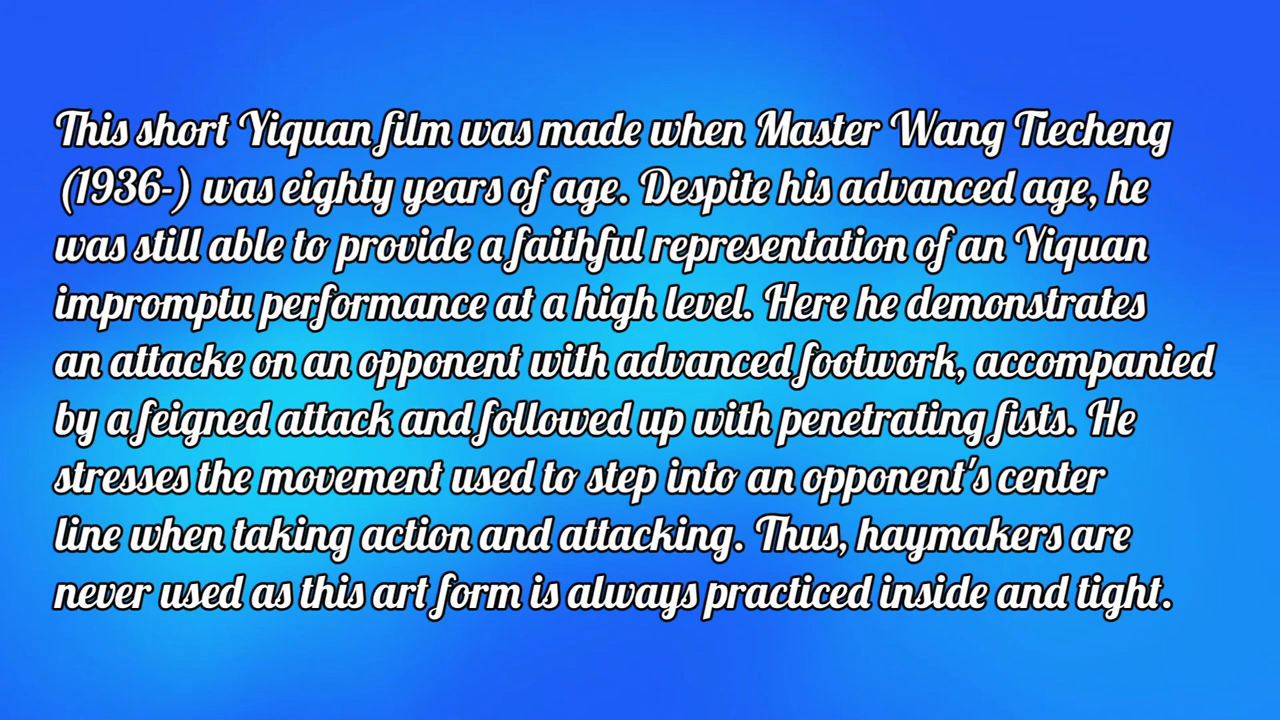 This short Yiquan film was made when Master Wang Tiecheng
(1936-) was eighty years of age. Despite his advanced age, he
was still able to provide a faithful representation of an Yiquan
impromptu performance at a high level. Here he demonstrates
an attacke on an opponent with advanced footwork, accompanied
by a feigned attack and followed up with penetrating fists. He
stresses the movement used to step into an opponent's center
line when taking action and attacking. Thus, haymakers are
never used as this art form is always practiced inside and tight.